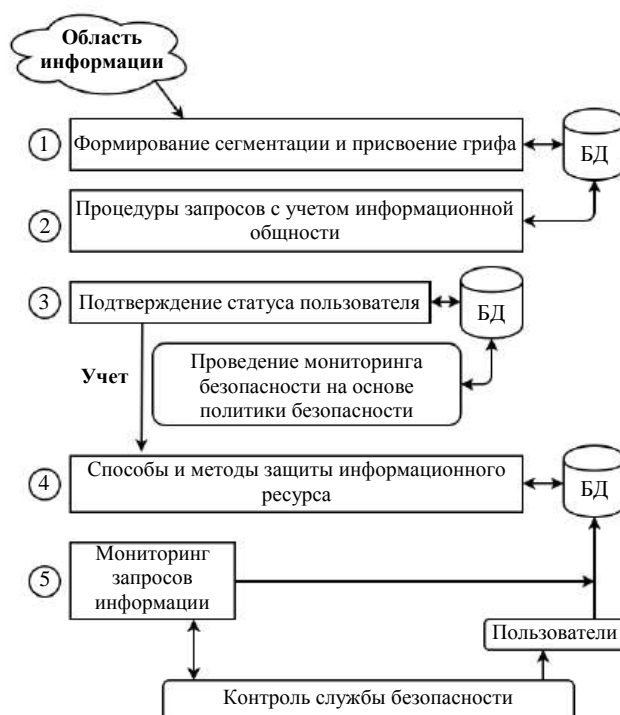 Область
информации
1
Формирование сегментации и присвоение грифа
БД
2
Процедуры запросов с учетом информационной
общности
3
Подтверждение статуса пользователя
БД
Учет
Проведение мониторинга
безопасности на основе
политики безопасности
4
Способы и методы защиты информационного
ресурса
БД
5
Мониторинг
запросов
информации
Пользователи
Контроль службы безопасности